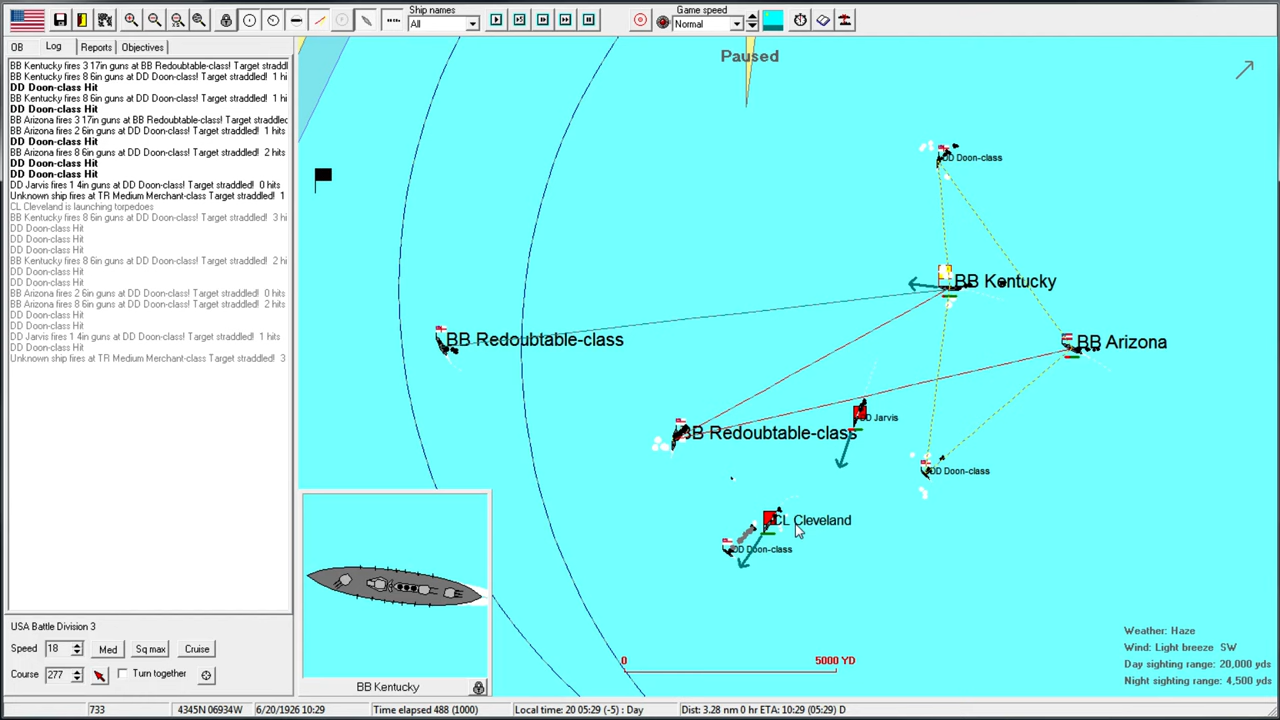 Ship names
All
Game speed
Normal
OB
Log
Reports
Objectives
Paused
BB Kentucky fires 3 17in guns at BB Redoubtable-class! Target straddl
BB Kentucky fires 8 6in guns at DD Doon-class! Target straddled! 1 hi
DD Doon-class Hit
BB Kentucky fires 8 6in guns at DD Doon-class! Target straddled! 1 hi
DD Doon-class Hit
BB Arizona fires 3 17in guns at BB Redoubtable-class! Target straddled
BB Arizona fires 2 6in guns at DD Doon-class! Target straddled! 1 hits
DD Doon-class Hit
BB Arizona fires 8 6in guns at DD Doon-class! Target straddled! 2 hits
DD Doon-class Hit
DD Doon-class Hit
DD Jarvis fires 1 4in guns at DD Doon-class! Target straddled! 0 hits
Unknown ship fires at TR Medium Merchant-class! Target straddled! 1
CL Cleveland is launching torpedoes
BB Kentucky fires 8 6in guns at DD Doon-class! Target straddled! 3 hi
DD Doon-class Hit
DD Doon-class Hit
DD Doon-class Hit
BB Kentucky fires 8 6in guns at DD Doon-class! Target straddled! 2 hit
DD Doon-class Hit
DD Doon-class Hit
BB Arizona fires 2 6in guns at DD Doon-class! Target straddled! 0 hits
BB Arizona fires 8 6in guns at DD Doon-class! Target straddled! 2 hits
DD Doon-class Hit
DD Doon-class Hit
DD Jarvis fires 1 4in guns at DD Doon-class! Target straddled! 1 hits
DD Doon-class Hit
Unknown ship fires at TR Medium Merchant-class Target straddled! 3
DD Doon-class
BB Kentucky
BB Redoubtable-class
BB Arizona
DD Jarvis
BB Redoubtable-class
DD Doon-class
CL Cleveland
DD Doon-class
USA Battle Division 3
Speed 18 Med Sq max Cruise
Course 277 Turn together
BB Kentucky
0 5000 YD
Weather: Haze
Wind: Light breeze SW
Day sighting range: 20,000 yds
Night sighting range: 4,500 yds
733 4345N 06934W 6/20/1926 10:29 Time elapsed 488 (1000) Local time: 20 05:29 (-5) : Day Dist: 3.28 nm 0 hr ETA: 10:29 (05:29) D